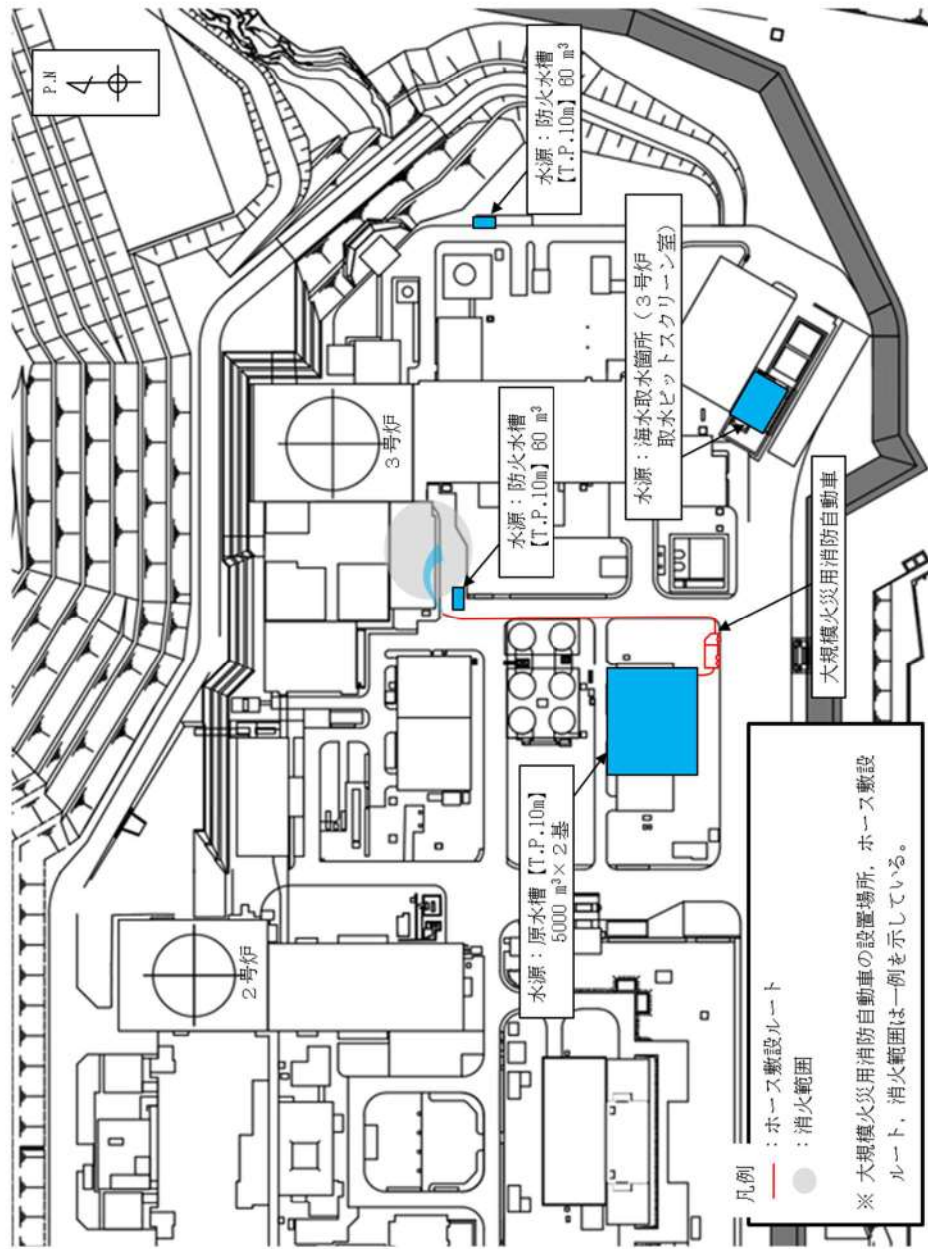 P.N
水源：防火水槽
【T.P.10m】60 m³
3号炉
水源：防火水槽
【T.P.10m】60 m³
水源：海水取水箇所（3号炉
取水ピットスクリーン室）
大規模火災用消防自動車
2号炉
水源：原水槽【T.P.10m】
5000 m³×2基
凡例
：ホース敷設ルート
：消火範囲
※ 大規模火災用消防自動車の設置場所，ホース敷設
ルート，消火範囲は一例を示している。